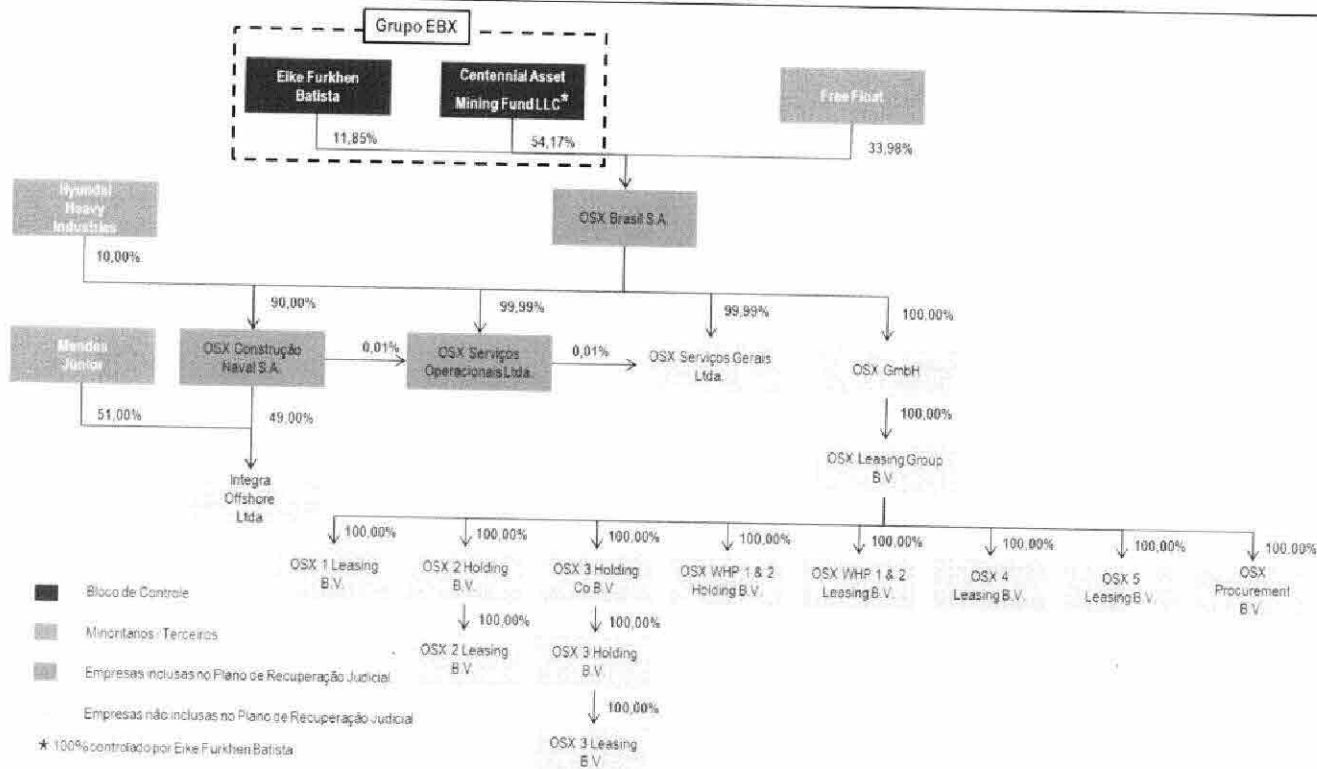 Grupo EBX
Eike Furkhen
Batista
Centennial Asset
Mining Fund LLC*
Free Float
11,85%
54,17%
33,98%
Hyundai
Heavy
Industries
OSX Brasil S.A.
10,00%
90,00%
99,99%
99,99%
100,00%
Mendes
Júnior
OSX Construção
Naval S.A.
0,01%
OSX Serviços
Operacionais Ltda.
0,01%
OSX Serviços Gerais
Ltda.
OSX GmbH
51,00%
49,00%
100,00%
OSX Leasing Group
B.V.
Integra
Offshore
Ltda
100,00%
100,00%
100,00%
100,00%
100,00%
100,00%
100,00%
100,00%
OSX 1 Leasing
B.V.
OSX 2 Holding
B.V.
OSX 3 Holding
Co B.V.
OSX WHP 1 & 2
Holding B.V.
OSX WHP 1 & 2
Leasing B.V.
OSX 4
Leasing B.V.
OSX 5
Leasing B.V.
OSX
Procurement
B.V.
100,00%
100,00%
OSX 2 Leasing
B.V.
OSX 3 Holding
B.V.
100,00%
OSX 3 Leasing
B.V.
Bloco de Controle
Minoritários / Terceiros
Empresas inclusas no Plano de Recuperação Judicial
Empresas não inclusas no Plano de Recuperação Judicial
* 100% controlado por Eike Furkhen Batista